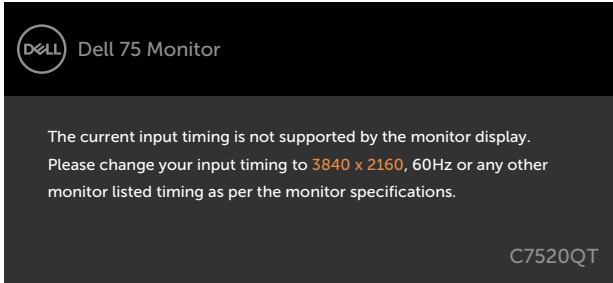 DELL
Dell 75 Monitor
The current input timing is not supported by the monitor display.
Please change your input timing to 3840 x 2160, 60Hz or any other
monitor listed timing as per the monitor specifications.
C7520QT